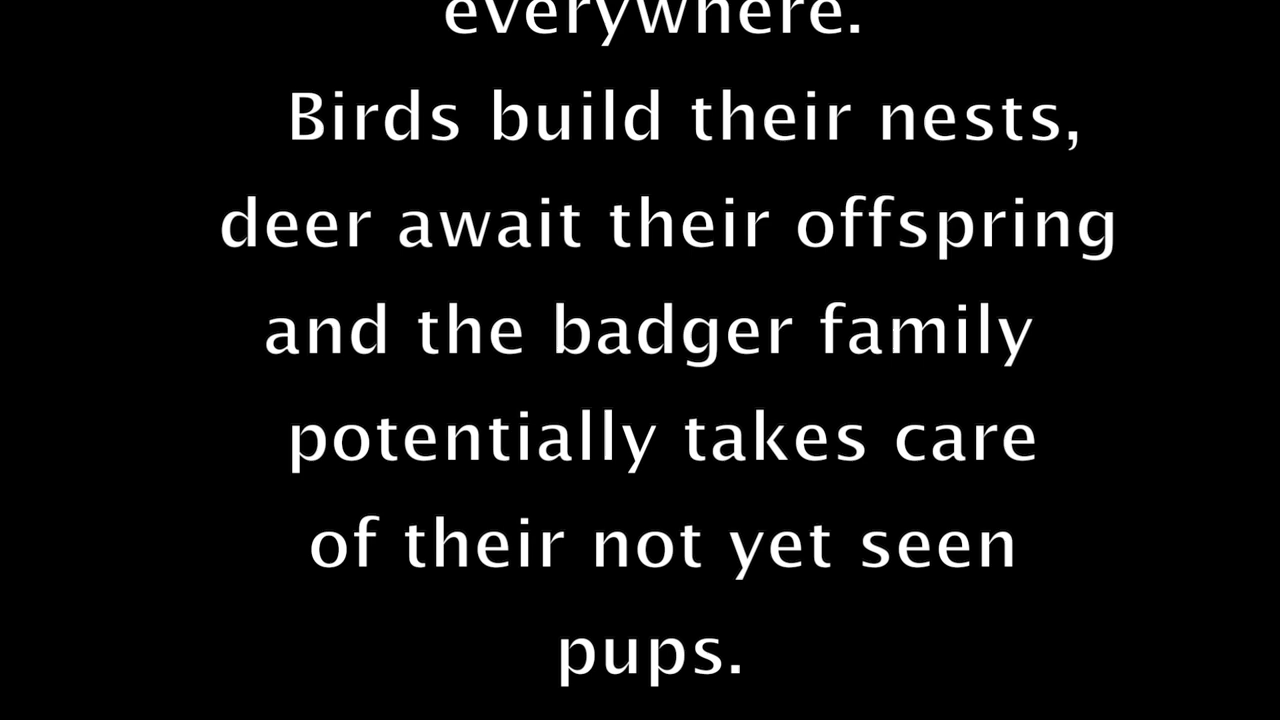 everywhere.
Birds build their nests,
deer await their offspring
and the badger family
potentially takes care
of their not yet seen
pups.